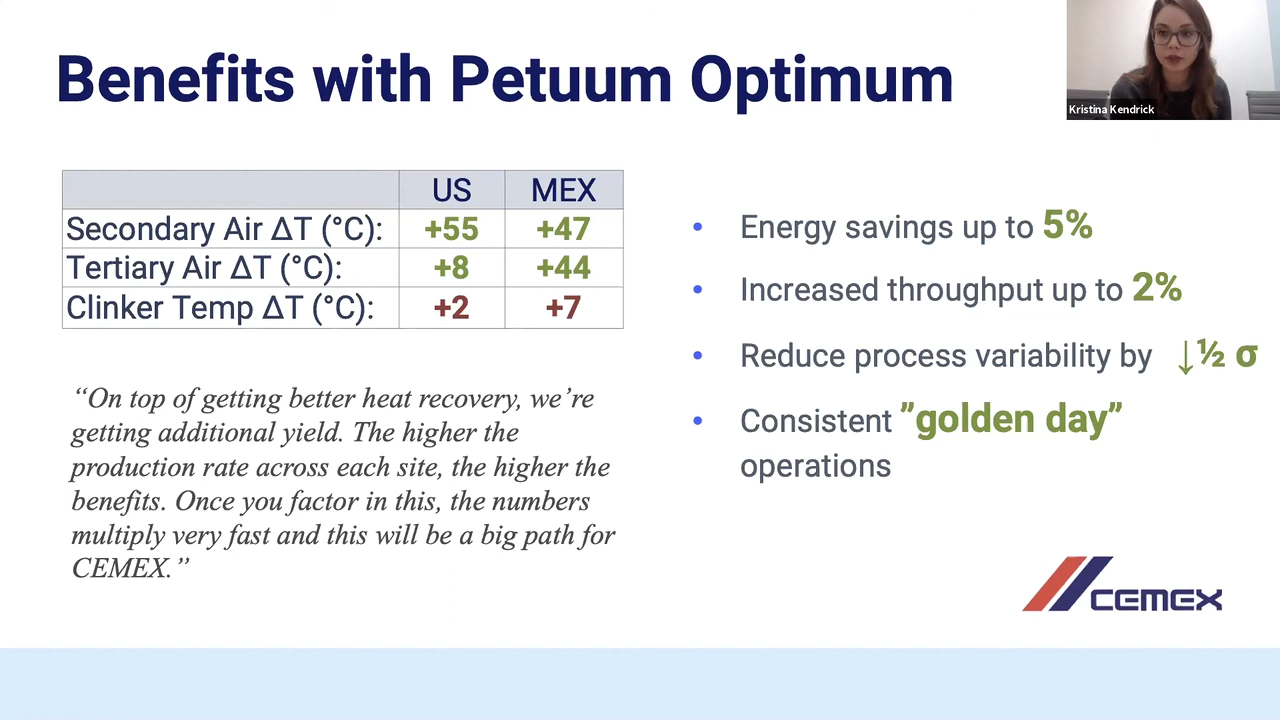 Benefits with Petuum Optimum
Kristina Kendrick
US MEX
Secondary Air ΔT (°C): +55 +47
Tertiary Air ΔT (°C): +8 +44
Clinker Temp ΔT (°C): +2 +7
“On top of getting better heat recovery, we’re
getting additional yield. The higher the
production rate across each site, the higher the
benefits. Once you factor in this, the numbers
multiply very fast and this will be a big path for
CEMEX.”
• Energy savings up to 5%
• Increased throughput up to 2%
• Reduce process variability by ↓½ σ
• Consistent ”golden day”
operations
CEMEX